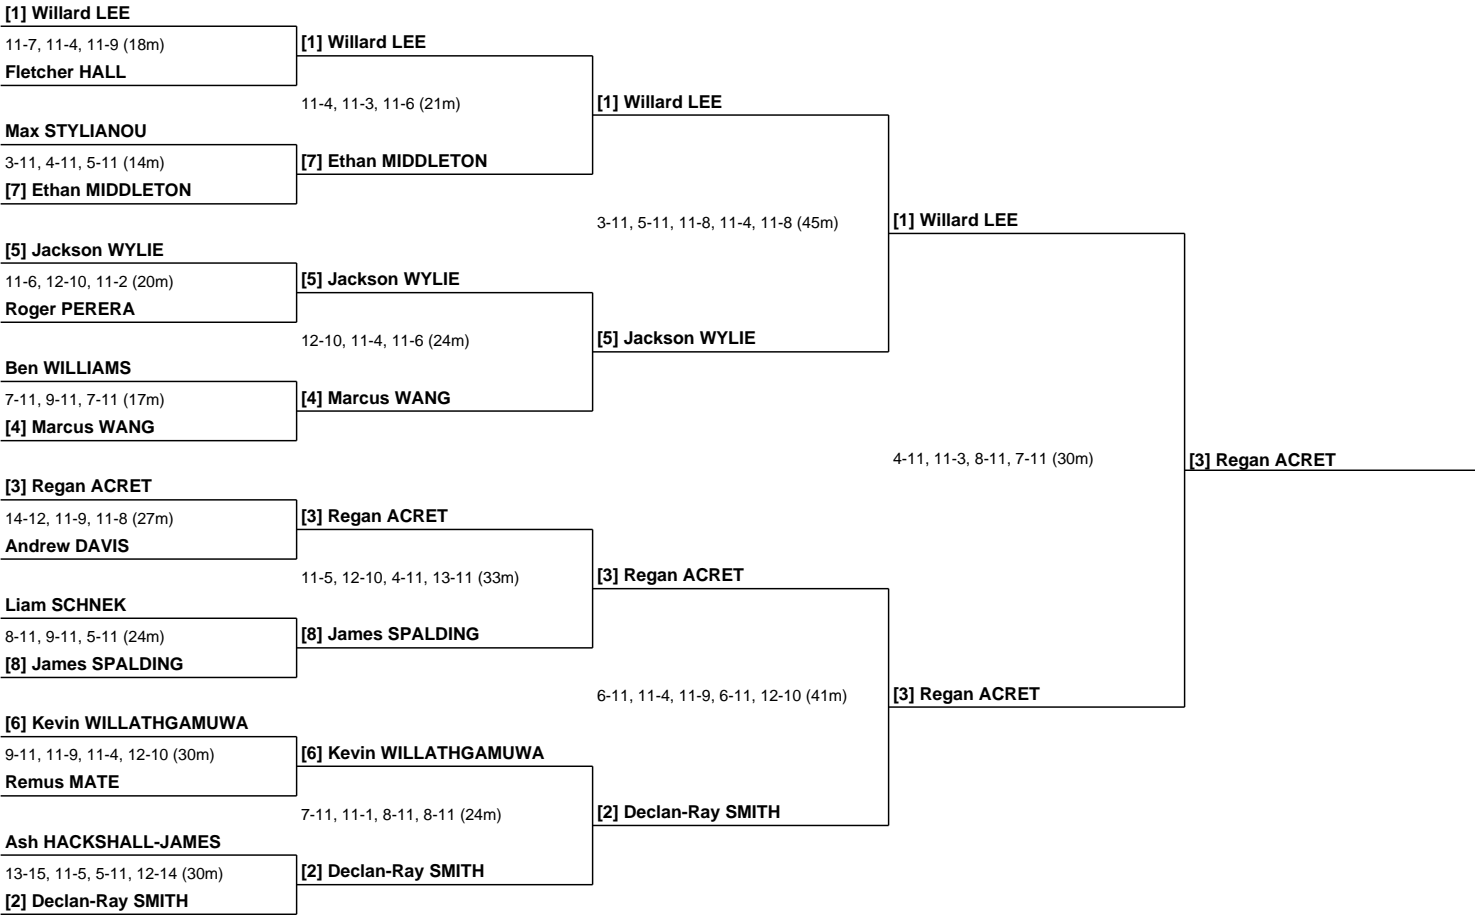 [1] Willard LEE
11-7, 11-4, 11-9 (18m)
Fletcher HALL
Max STYLIANOU
3-11, 4-11, 5-11 (14m)
[7] Ethan MIDDLETON
[5] Jackson WYLIE
11-6, 12-10, 11-2 (20m)
Roger PERERA
Ben WILLIAMS
7-11, 9-11, 7-11 (17m)
[4] Marcus WANG
[3] Regan ACRET
14-12, 11-9, 11-8 (27m)
Andrew DAVIS
Liam SCHNEK
8-11, 9-11, 5-11 (24m)
[8] James SPALDING
[6] Kevin WILLATHGAMUWA
9-11, 11-9, 11-4, 12-10 (30m)
Remus MATE
Ash HACKSHALL-JAMES
13-15, 11-5, 5-11, 12-14 (30m)
[2] Declan-Ray SMITH
[1] Willard LEE
11-4, 11-3, 11-6 (21m)
[7] Ethan MIDDLETON
[5] Jackson WYLIE
12-10, 11-4, 11-6 (24m)
[4] Marcus WANG
[3] Regan ACRET
11-5, 12-10, 4-11, 13-11 (33m)
[8] James SPALDING
[6] Kevin WILLATHGAMUWA
7-11, 11-1, 8-11, 8-11 (24m)
[2] Declan-Ray SMITH
[1] Willard LEE
3-11, 5-11, 11-8, 11-4, 11-8 (45m)
[5] Jackson WYLIE
[3] Regan ACRET
6-11, 11-4, 11-9, 6-11, 12-10 (41m)
[2] Declan-Ray SMITH
[1] Willard LEE
4-11, 11-3, 8-11, 7-11 (30m)
[3] Regan ACRET
[3] Regan ACRET